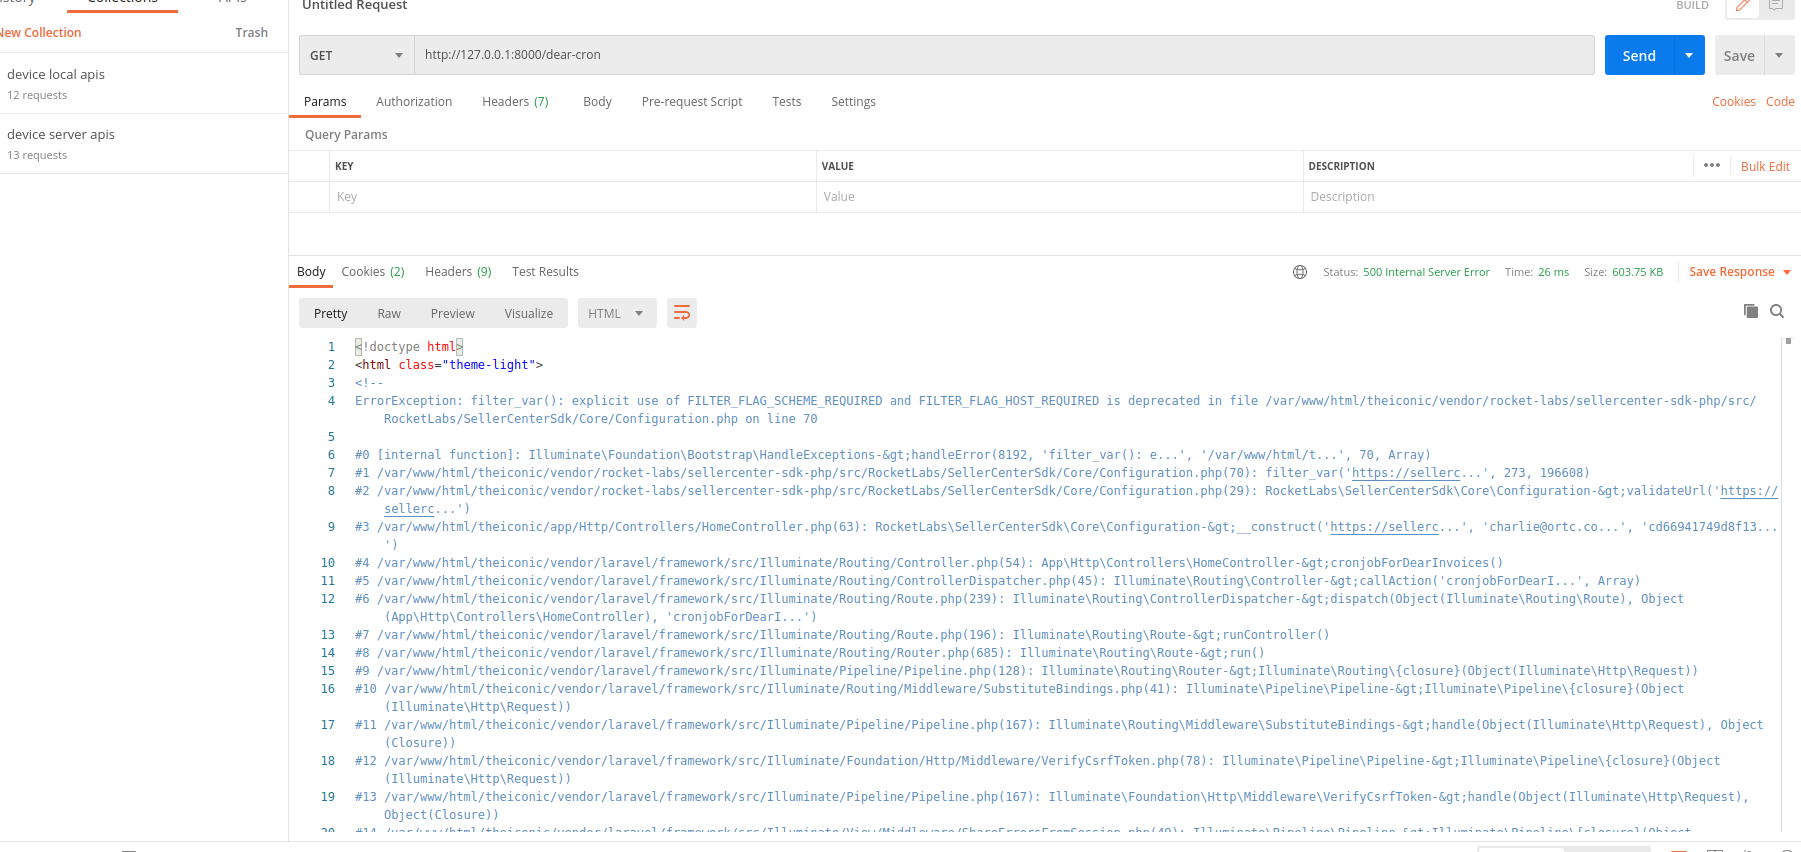 Collections
Untitled Request
BUILD
New Collection
Trash
device local apis
12 requests
device server apis
13 requests
GET
http://127.0.0.1:8000/dear-cron
Send
Save
Params
Authorization
Headers (7)
Body
Pre-request Script
Tests
Settings
Cookies
Code
Query Params
KEY
VALUE
DESCRIPTION
•••
Bulk Edit
Key
Value
Description
Body
Cookies (2)
Headers (9)
Test Results
Status: 500 Internal Server Error
Time: 26 ms
Size: 603.75 KB
Save Response
Pretty
Raw
Preview
Visualize
HTML
1 <!doctype html>
2 <html class="theme-light">
3 <!--
4 ErrorException: filter_var(): explicit use of FILTER_FLAG_SCHEME_REQUIRED and FILTER_FLAG_HOST_REQUIRED is deprecated in file /var/www/html/theiconic/vendor/rocket-labs/sellercenter-sdk-php/src/
RocketLabs/SellerCenterSdk/Core/Configuration.php on line 70
5
6 #0 [internal function]: Illuminate\Foundation\Bootstrap\HandleExceptions-&gt;handleError(8192, 'filter_var(): e...', '/var/www/html/t...', 70, Array)
7 #1 /var/www/html/theiconic/vendor/rocket-labs/sellercenter-sdk-php/src/RocketLabs/SellerCenterSdk/Core/Configuration.php(70): filter_var('https://sellerc...', 273, 196608)
8 #2 /var/www/html/theiconic/vendor/rocket-labs/sellercenter-sdk-php/src/RocketLabs/SellerCenterSdk/Core/Configuration.php(29): RocketLabs\SellerCenterSdk\Core\Configuration-&gt;validateUrl('https://
sellerc...')
9 #3 /var/www/html/theiconic/app/Http/Controllers/HomeController.php(63): RocketLabs\SellerCenterSdk\Core\Configuration-&gt;__construct('https://sellerc...', 'charlie@ortc.co...', 'cd66941749d8f13...
')
10 #4 /var/www/html/theiconic/vendor/laravel/framework/src/Illuminate/Routing/Controller.php(54): App\Http\Controllers\HomeController-&gt;cronjobForDearInvoices()
11 #5 /var/www/html/theiconic/vendor/laravel/framework/src/Illuminate/Routing/ControllerDispatcher.php(45): Illuminate\Routing\Controller-&gt;callAction('cronjobForDearI...', Array)
12 #6 /var/www/html/theiconic/vendor/laravel/framework/src/Illuminate/Routing/Route.php(239): Illuminate\Routing\ControllerDispatcher-&gt;dispatch(Object(Illuminate\Routing\Route), Object
(App\Http\Controllers\HomeController), 'cronjobForDearI...')
13 #7 /var/www/html/theiconic/vendor/laravel/framework/src/Illuminate/Routing/Route.php(196): Illuminate\Routing\Route-&gt;runController()
14 #8 /var/www/html/theiconic/vendor/laravel/framework/src/Illuminate/Routing/Router.php(685): Illuminate\Routing\Route-&gt;run()
15 #9 /var/www/html/theiconic/vendor/laravel/framework/src/Illuminate/Pipeline/Pipeline.php(128): Illuminate\Routing\Router-&gt;Illuminate\Routing\{closure}(Object(Illuminate\Http\Request))
16 #10 /var/www/html/theiconic/vendor/laravel/framework/src/Illuminate/Routing/Middleware/SubstituteBindings.php(41): Illuminate\Pipeline\Pipeline-&gt;Illuminate\Pipeline\{closure}(Object
(Illuminate\Http\Request))
17 #11 /var/www/html/theiconic/vendor/laravel/framework/src/Illuminate/Pipeline/Pipeline.php(167): Illuminate\Routing\Middleware\SubstituteBindings-&gt;handle(Object(Illuminate\Http\Request), Object
(Closure))
18 #12 /var/www/html/theiconic/vendor/laravel/framework/src/Illuminate/Foundation/Http/Middleware/VerifyCsrfToken.php(78): Illuminate\Pipeline\Pipeline-&gt;Illuminate\Pipeline\{closure}(Object
(Illuminate\Http\Request))
19 #13 /var/www/html/theiconic/vendor/laravel/framework/src/Illuminate/Pipeline/Pipeline.php(167): Illuminate\Foundation\Http\Middleware\VerifyCsrfToken-&gt;handle(Object(Illuminate\Http\Request),
Object(Closure))